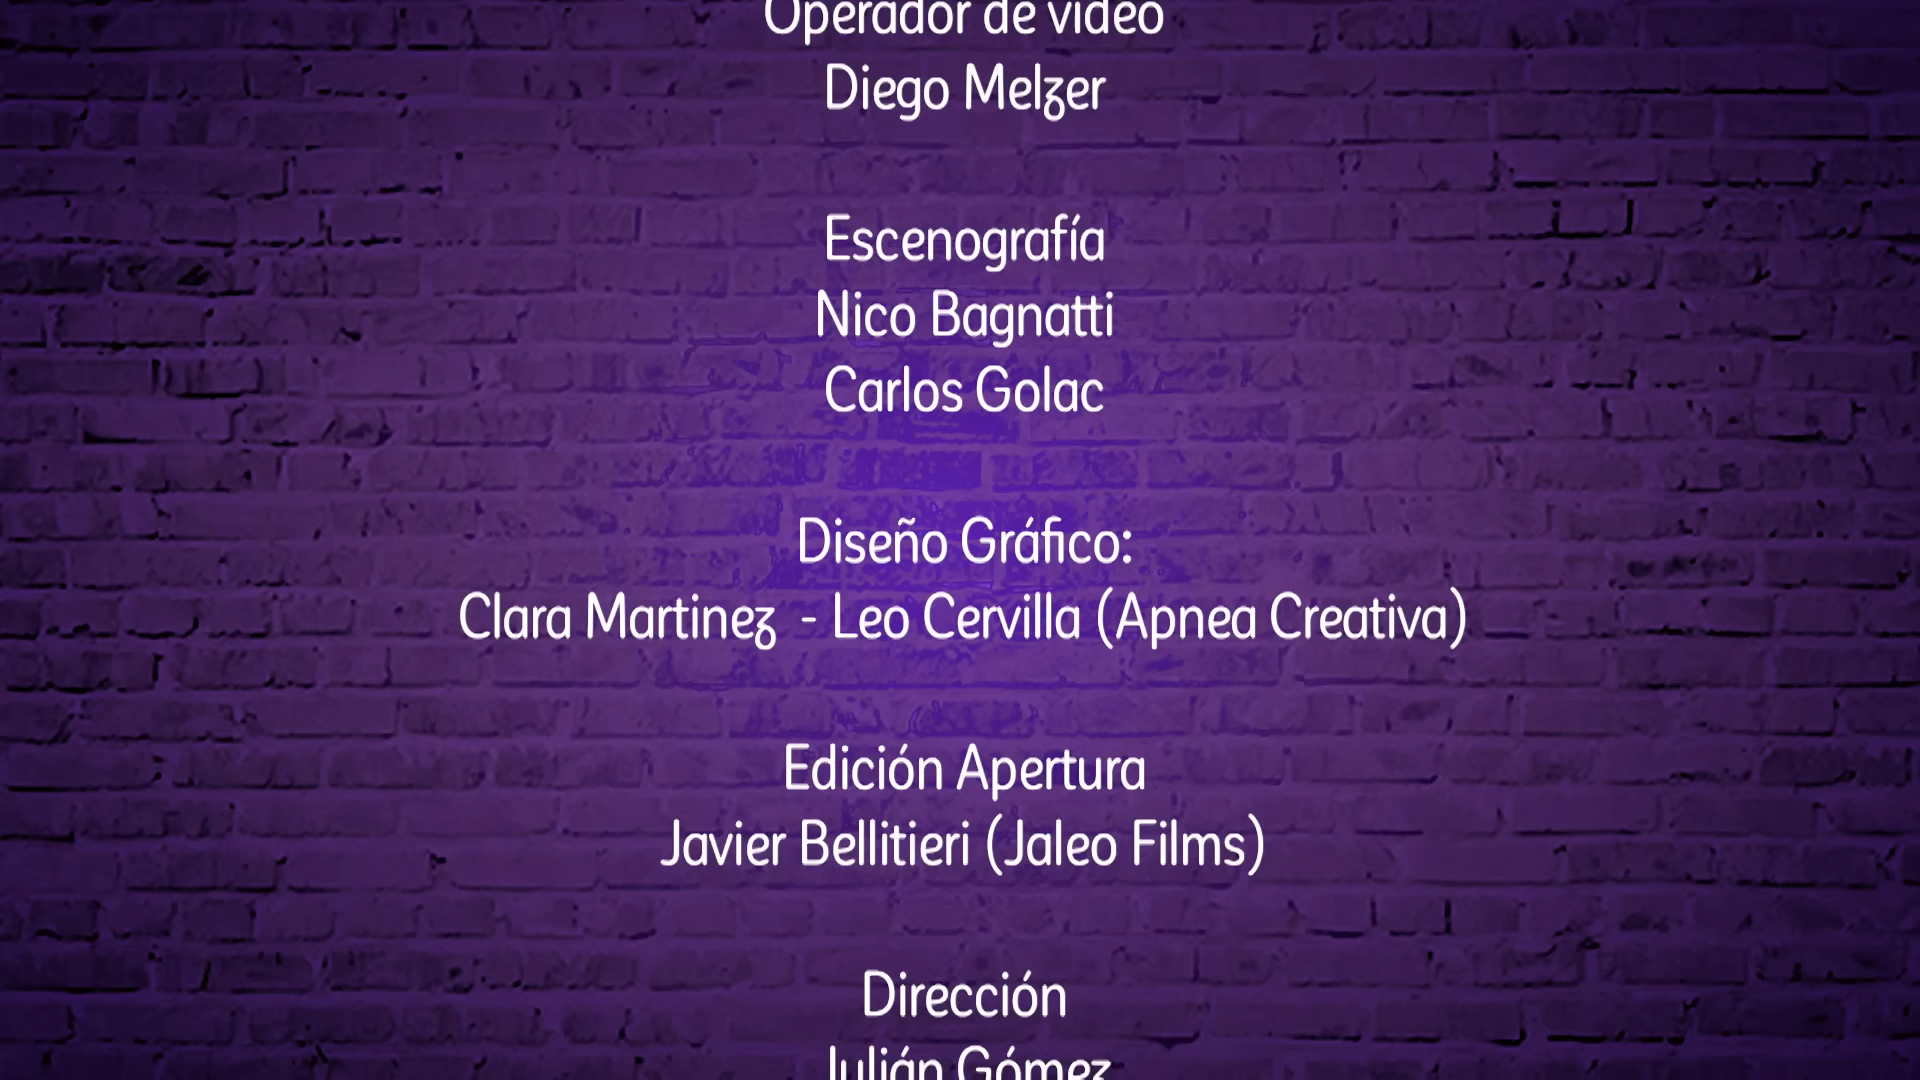 Operador de video
Diego Melzer
Escenografía
Nico Bagnatti
Carlos Golac
Diseño Gráfico:
Clara Martinez - Leo Cervilla (Apnea Creativa)
Edición Apertura
Javier Bellitieri (Jaleo Films)
Dirección
Julián Gómez